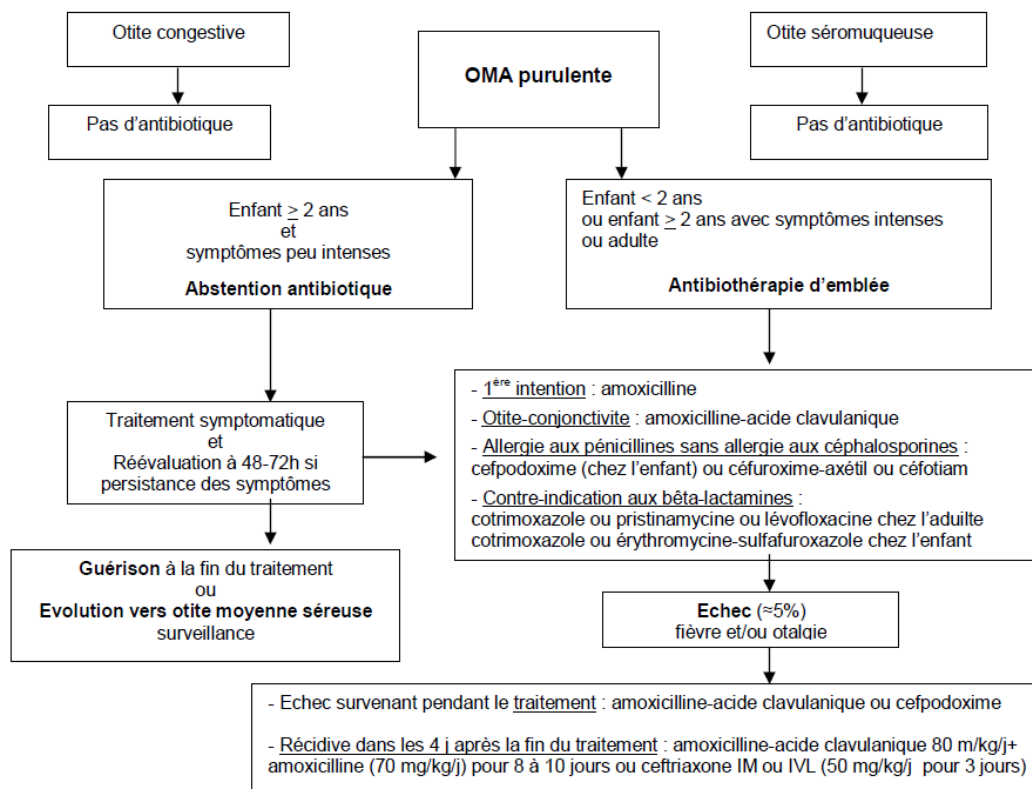 Otite congestive
OMA purulente
Otite séromuqueuse
Pas d’antibiotique
Pas d’antibiotique
Enfant ≥ 2 ans
et
symptômes peu intenses
Abstention antibiotique
Enfant < 2 ans
ou enfant ≥ 2 ans avec symptômes intenses
ou adulte
Antibiothérapie d’emblée
Traitement symptomatique
et
Réévaluation à 48-72h si
persistance des symptômes
- 1ère intention : amoxicilline
- Otite-conjonctivite : amoxicilline-acide clavulanique
- Allergie aux pénicillines sans allergie aux céphalosporines :
cefpodoxime (chez l’enfant) ou céfuroxime-axétil ou céfotiam
- Contre-indication aux bêta-lactamines :
cotrimoxazole ou pristinamycine ou lévofloxacine chez l’aduilte
cotrimoxazole ou érythromycine-sulfafuroxazole chez l’enfant
Guérison à la fin du traitement
ou
Evolution vers otite moyenne séreuse
surveillance
Echec (≈5%)
fièvre et/ou otalgie
- Echec survenant pendant le traitement : amoxicilline-acide clavulanique ou cefpodoxime
- Récidive dans les 4 j après la fin du traitement : amoxicilline-acide clavulanique 80 m/kg/j+
amoxicilline (70 mg/kg/j) pour 8 à 10 jours ou ceftriaxone IM ou IVL (50 mg/kg/j pour 3 jours)